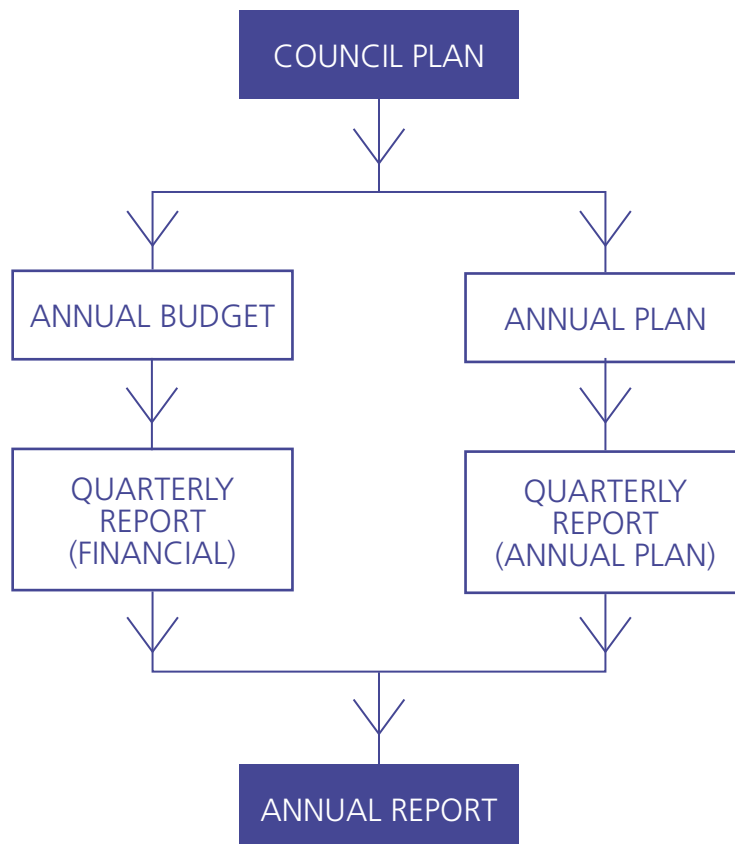 COUNCIL PLAN
ANNUAL BUDGET
ANNUAL PLAN
QUARTERLY
REPORT
(FINANCIAL)
QUARTERLY
REPORT
(ANNUAL PLAN)
ANNUAL REPORT